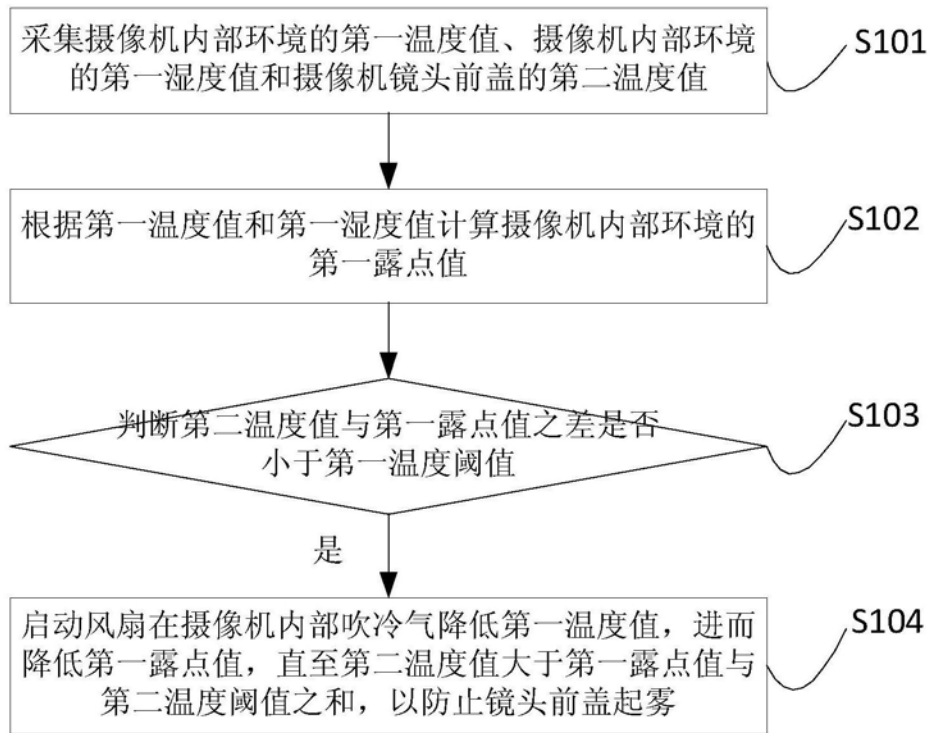 采集摄像机内部环境的第一温度值、摄像机内部环境
的第一湿度值和摄像机镜头前盖的第二温度值
S101
根据第一温度值和第一湿度值计算摄像机内部环境的
第一露点值
S102
判断第二温度值与第一露点值之差是否
小于第一温度阈值
S103
是
启动风扇在摄像机内部吹冷气降低第一温度值，进而
降低第一露点值，直至第二温度值大于第一露点值与
第二温度阈值之和，以防止镜头前盖起雾
S104